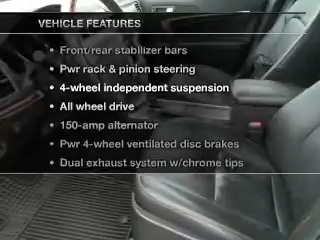 VEHICLE FEATURES
• Front/rear stabilizer bars
• Pwr rack & pinion steering
• 4-wheel independent suspension
• All wheel drive
• 150-amp alternator
• Pwr 4-wheel ventilated disc brakes
• Dual exhaust system w/chrome tips